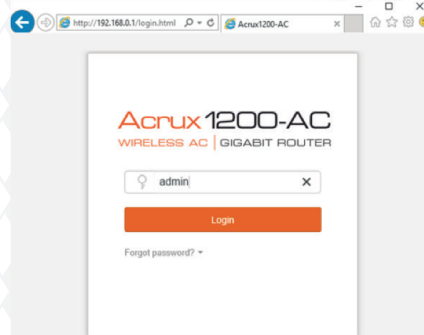 http://192.168.0.1/login.html
Acrux1200-AC
Acrux 1200-AC
WIRELESS AC | GIGABIT ROUTER
admin
Login
Forgot password?